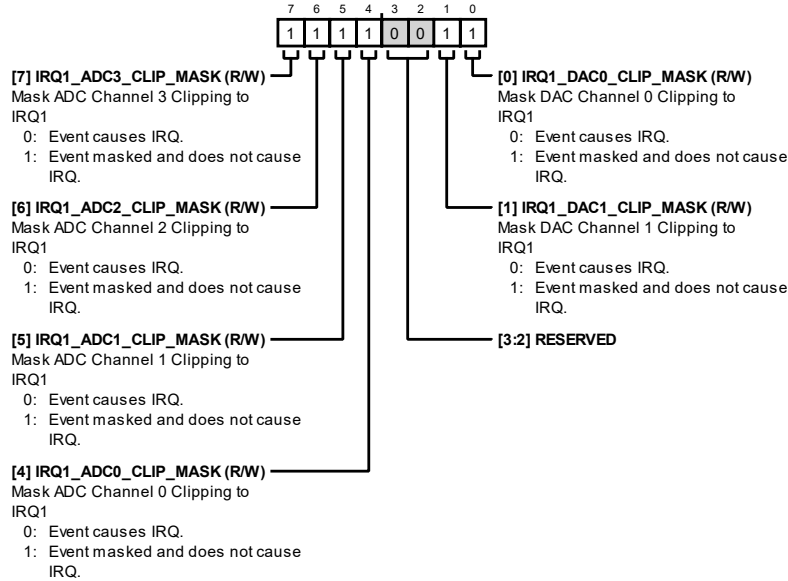 7 6 5 4 3 2 1 0
1 1 1 1 0 0 1 1
[7] IRQ1_ADC3_CLIP_MASK (R/W)
Mask ADC Channel 3 Clipping to
IRQ1
0: Event causes IRQ.
1: Event masked and does not cause
IRQ.
[6] IRQ1_ADC2_CLIP_MASK (R/W)
Mask ADC Channel 2 Clipping to
IRQ1
0: Event causes IRQ.
1: Event masked and does not cause
IRQ.
[5] IRQ1_ADC1_CLIP_MASK (R/W)
Mask ADC Channel 1 Clipping to
IRQ1
0: Event causes IRQ.
1: Event masked and does not cause
IRQ.
[4] IRQ1_ADC0_CLIP_MASK (R/W)
Mask ADC Channel 0 Clipping to
IRQ1
0: Event causes IRQ.
1: Event masked and does not cause
IRQ.
[0] IRQ1_DAC0_CLIP_MASK (R/W)
Mask DAC Channel 0 Clipping to
IRQ1
0: Event causes IRQ.
1: Event masked and does not cause
IRQ.
[1] IRQ1_DAC1_CLIP_MASK (R/W)
Mask DAC Channel 1 Clipping to
IRQ1
0: Event causes IRQ.
1: Event masked and does not cause
IRQ.
[3:2] RESERVED